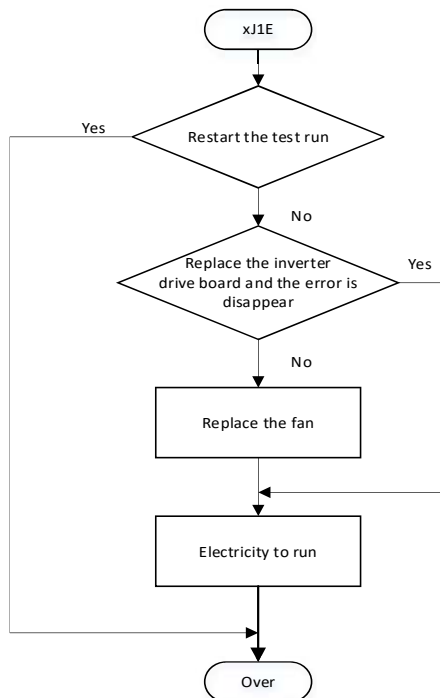 xJ1E
Yes
Restart the test run
No
Replace the inverter
drive board and the error is
disappear
Yes
No
Replace the fan
Electricity to run
Over